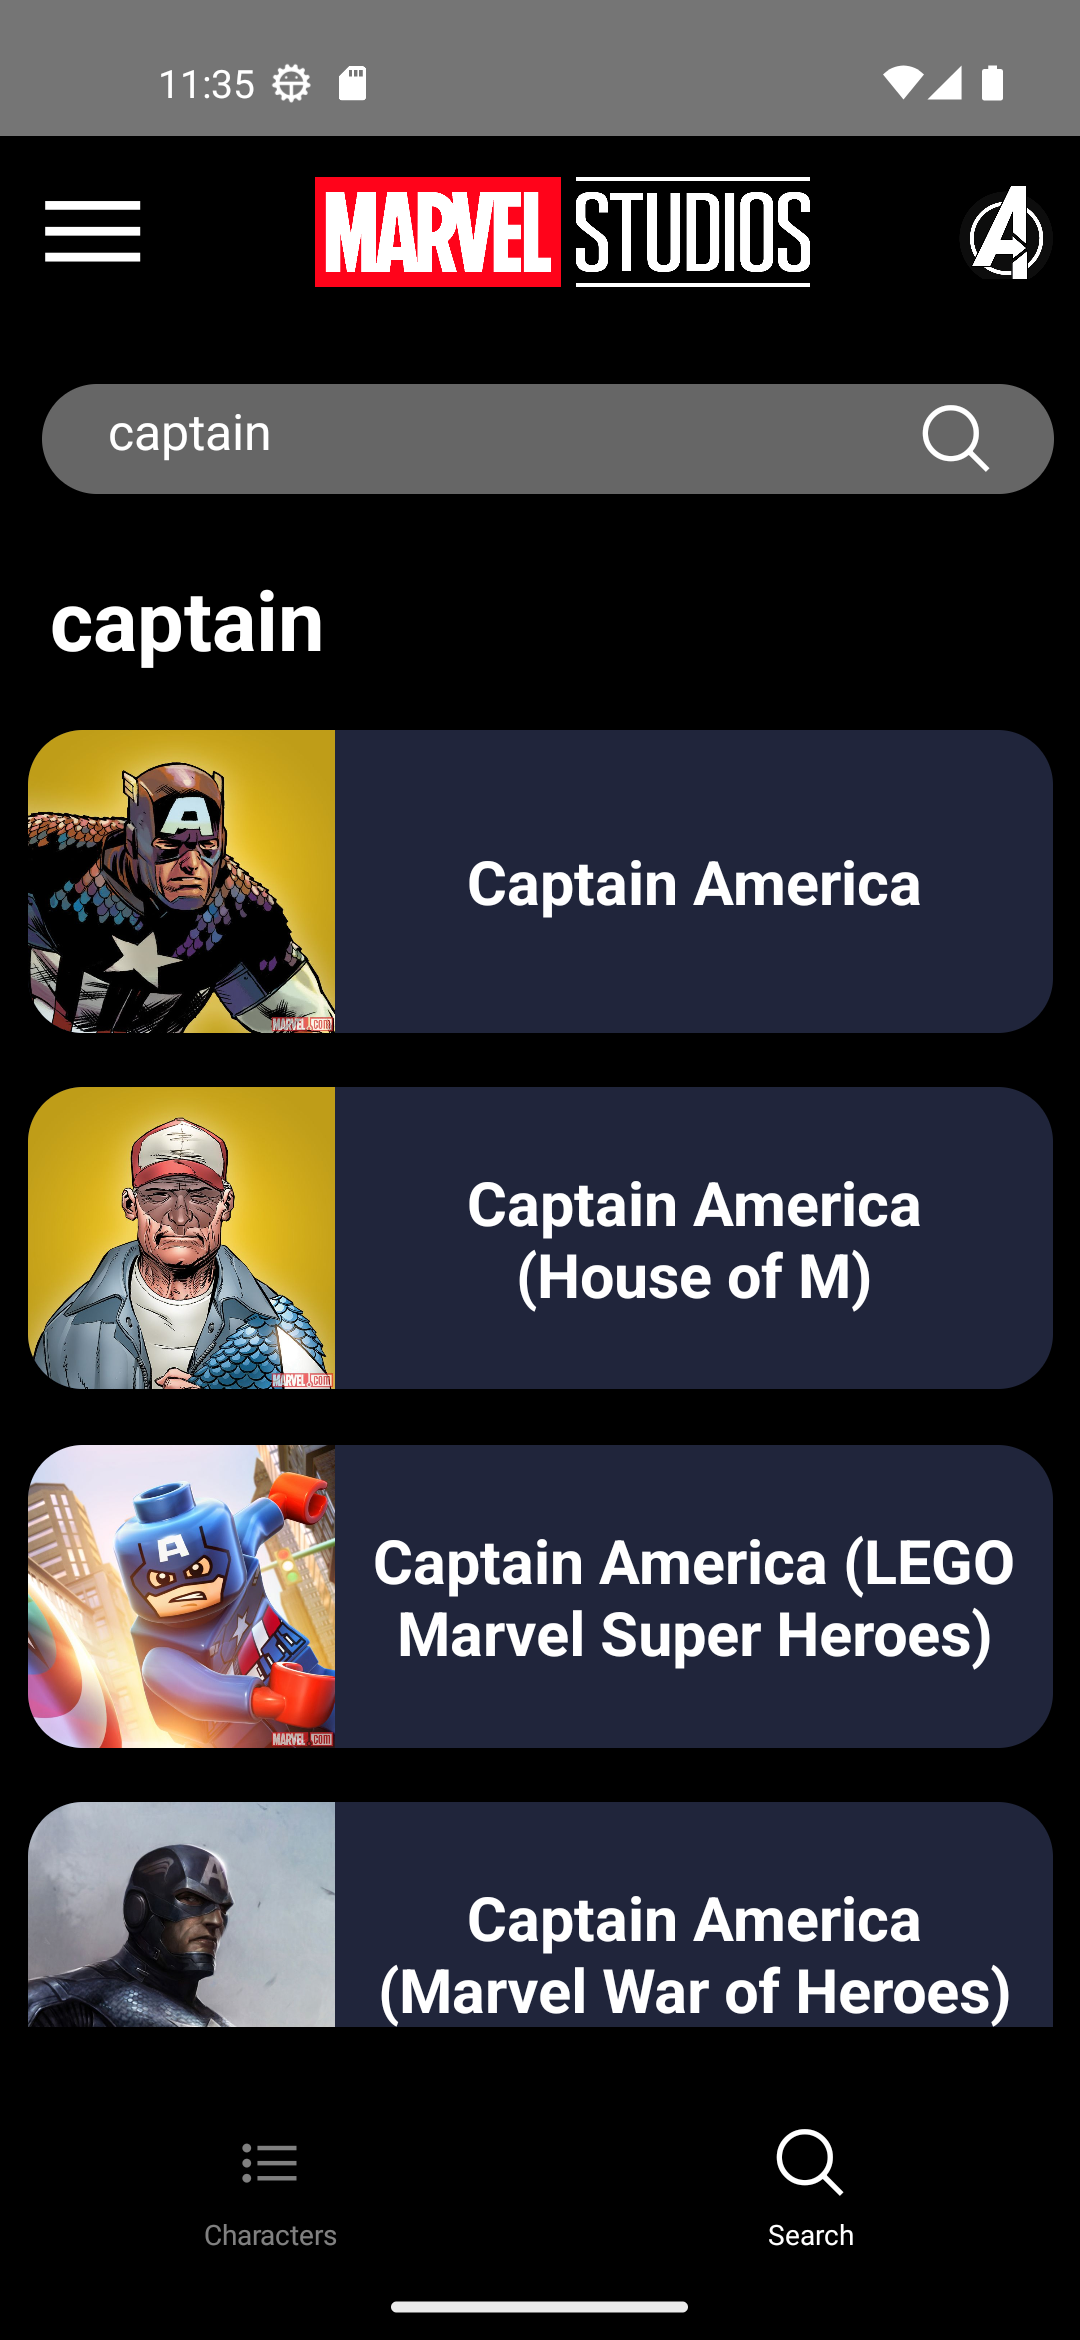 11:35
MARVEL STUDIOS
captain
captain
A
MARVEL.com
Captain America
MARVEL.com
Captain America
(House of M)
A
MARVEL.com
Captain America (LEGO
Marvel Super Heroes)
A
Captain America
(Marvel War of Heroes)
Characters
Search